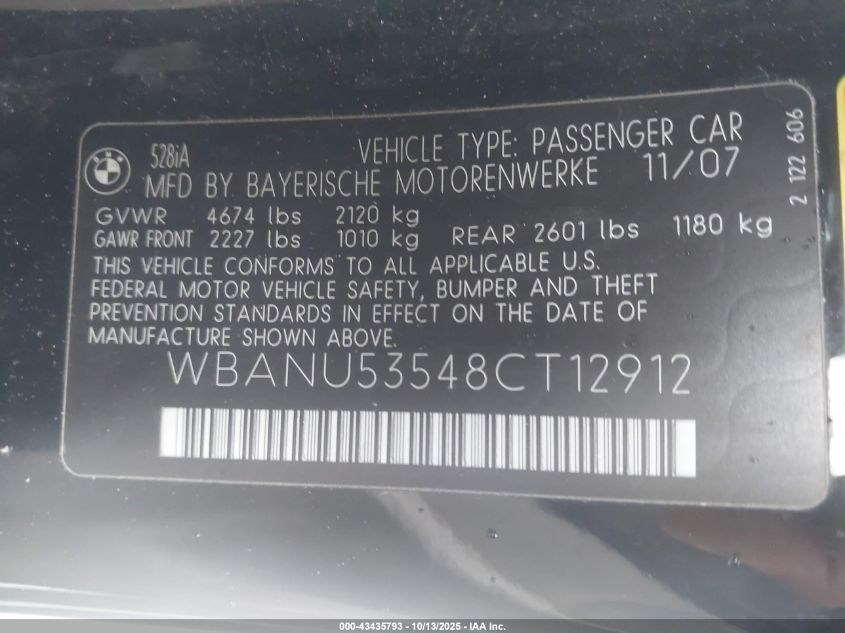 BMW
528iA
VEHICLE TYPE: PASSENGER CAR
MFD BY BAYERISCHE MOTORENWERKE 11/07
GVWR 4674 lbs 2120 kg
GAWR FRONT 2227 lbs 1010 kg REAR 2601 lbs 1180 kg
THIS VEHICLE CONFORMS TO ALL APPLICABLE U.S.
FEDERAL MOTOR VEHICLE SAFETY, BUMPER AND THEFT
PREVENTION STANDARDS IN EFFECT ON THE DATE OF
MANUFACTURE SHOWN ABOVE.
WBANU53548CT12912
2 122 606
000-43435793 - 10/13/2025 - IAA Inc.